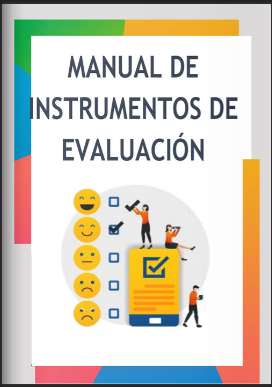 MANUAL DE
INSTRUMENTOS DE
EVALUACIÓN